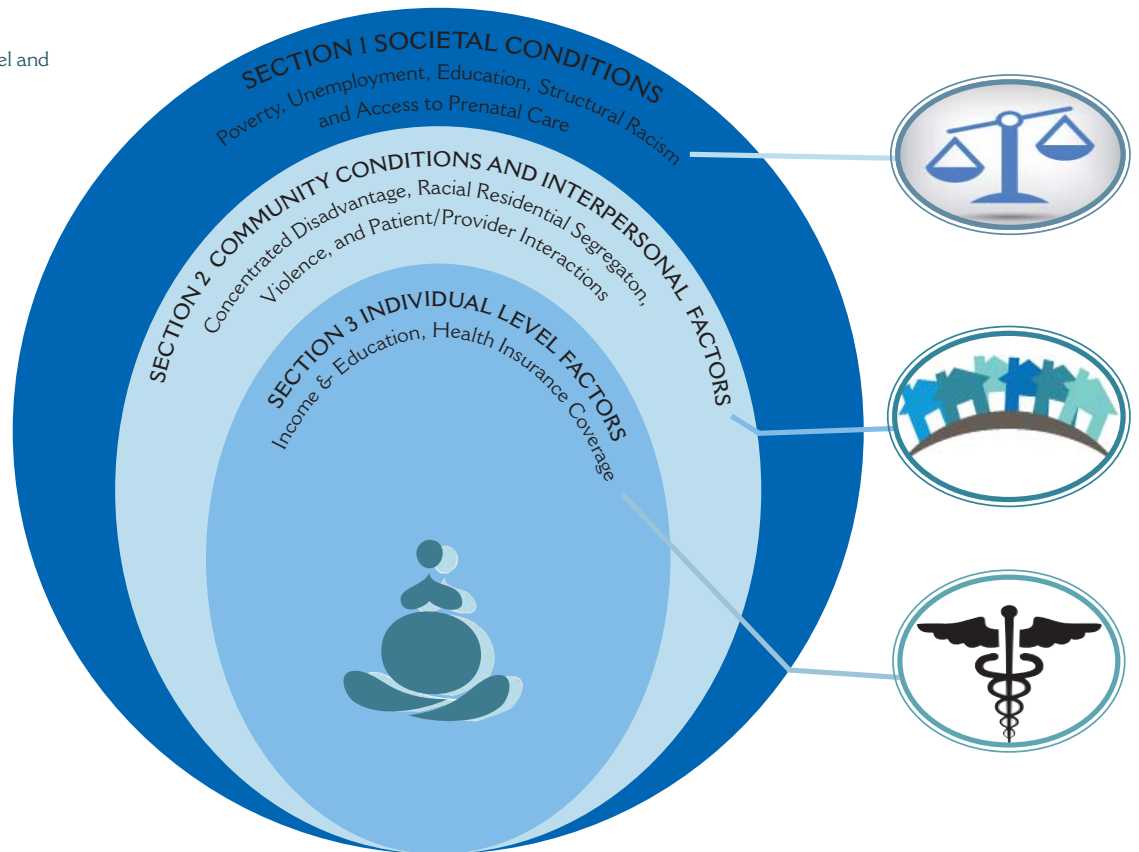 el and
SECTION 1 SOCIETAL CONDITIONS
Poverty, Unemployment, Education, Structural Racism
and Access to Prenatal Care
SECTION 2 COMMUNITY CONDITIONS AND INTERPERSONAL FACTORS
Concentrated Disadvantage, Racial Residential Segregaton,
Violence, and Patient/Provider Interactions
SECTION 3 INDIVIDUAL LEVEL FACTORS
Income & Education, Health Insurance Coverage